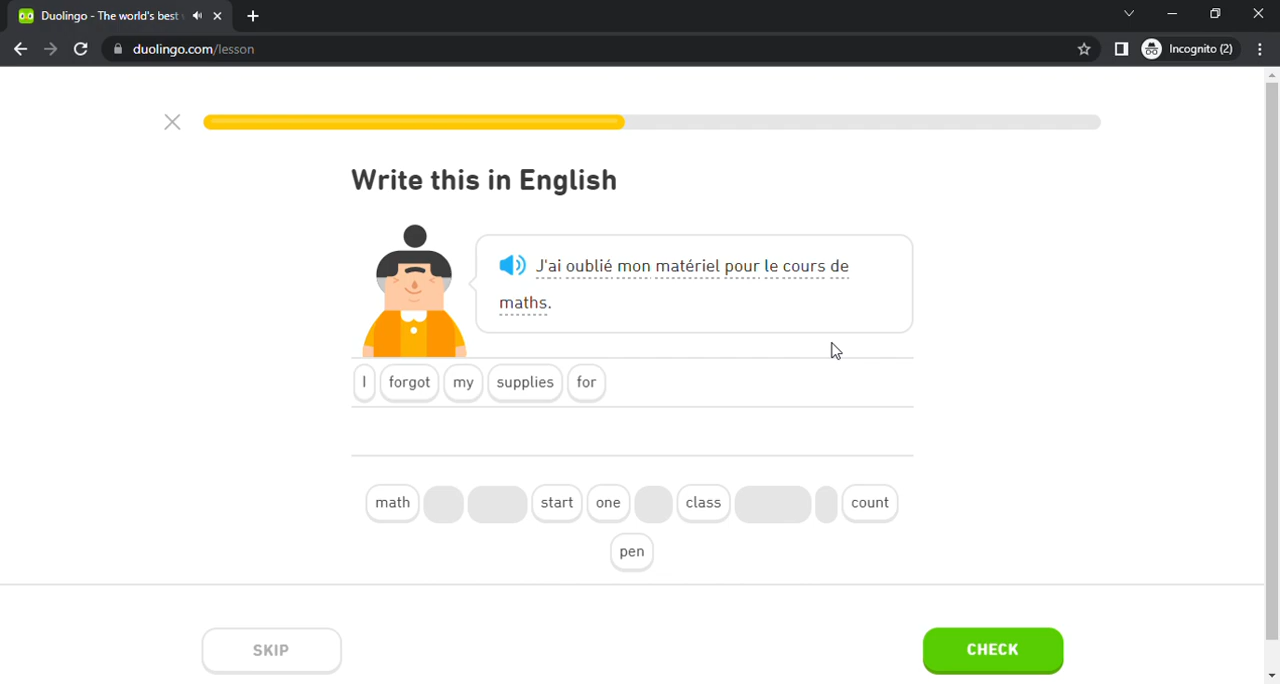 Duolingo - The world's best
duolingo.com/lesson
Incognito (2)
Write this in English
J'ai oublié mon matériel pour le cours de
maths.
I forgot my supplies for
math start one class count
pen
SKIP
CHECK